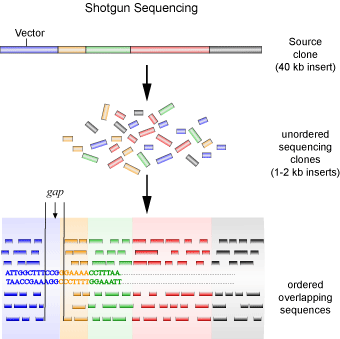 Shotgun Sequencing
Vector
Source
clone
(40 kb insert)
unordered
sequencing
clones
(1-2 kb inserts)
gap
ATTGGCTTTCCGGGAAAACCTTTAA
TAACCGAAAGGCCCTTTTGGAAATT
ordered
overlapping
sequences